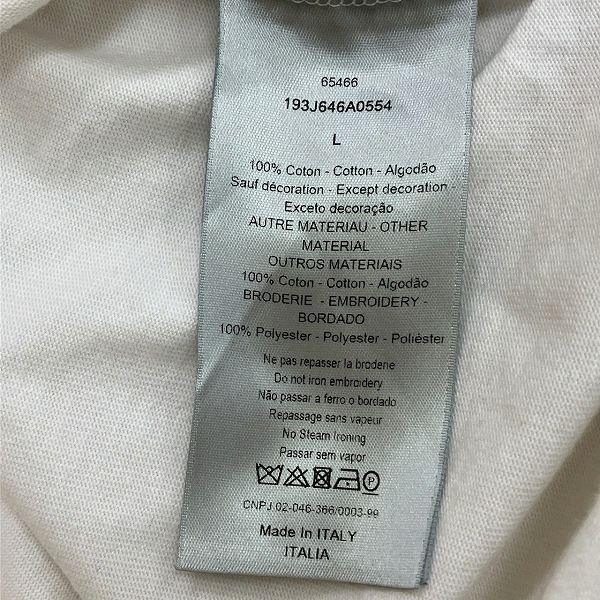 65466
193J646A0554
L
100% Coton - Cotton - Algodão
Sauf décoration - Except decoration -
Exceto decoração
AUTRE MATERIAU - OTHER
MATERIAL
OUTROS MATERIAIS
100% Coton - Cotton - Algodão
BRODERIE - EMBROIDERY -
BORDADO
100% Polyester - Polyester - Poliéster
Ne pas repasser la broderie
Do not iron embroidery
Não passar a ferro o bordado
Repassage sans vapeur
No Steam Ironing
Passar sem vapor
P
CNPJ 02-046-366/0003-99
Made In ITALY
ITALIA